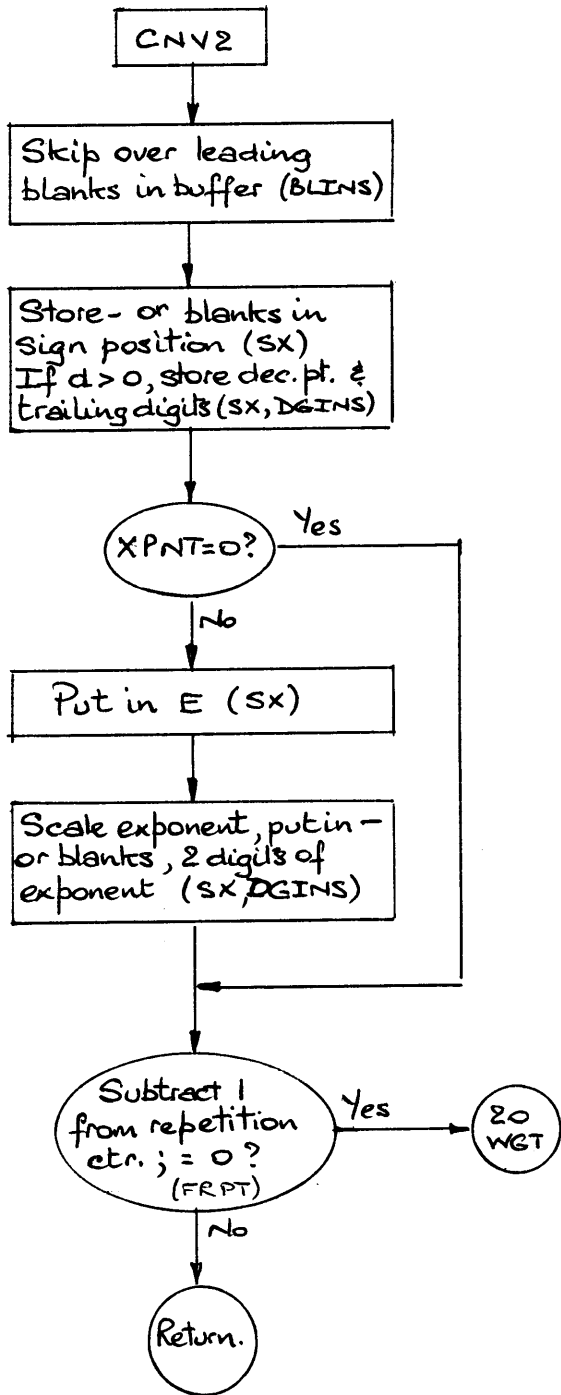 CNV2
Skip over leading
blanks in buffer (BLINS)
Store - or blanks in
sign position (SX)
If d > 0, store dec. pt. &
trailing digits (SX, DGINS)
XPNT=0?
Yes
No
Put in E (SX)
Scale exponent, put in -
or blanks, 2 digits of
exponent (SX, DGINS)
Subtract 1
from repetition
ctr. ; = 0 ?
(FRPT)
Yes
20
WGT
No
Return.